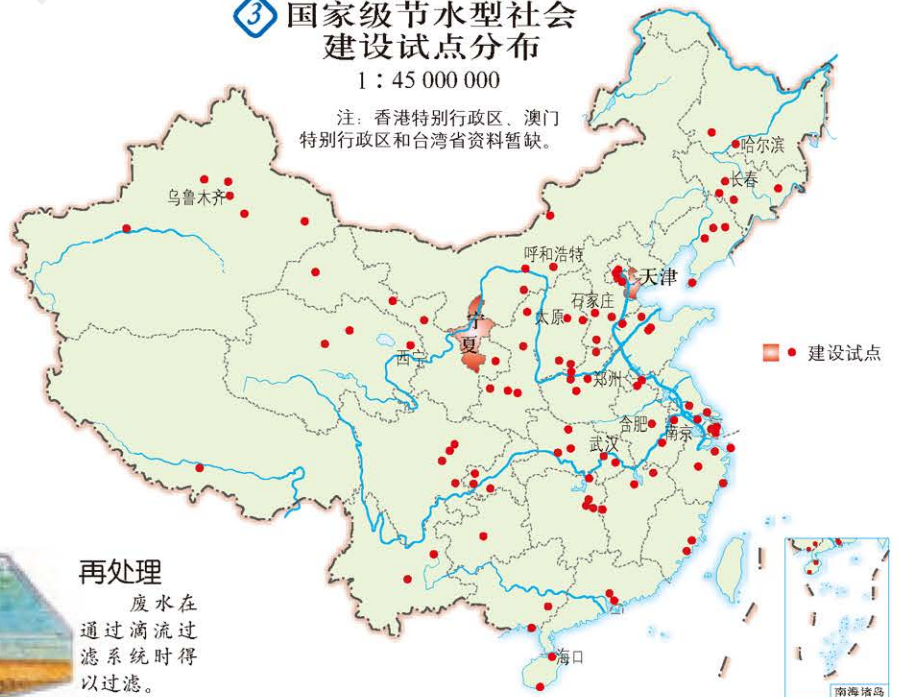 3 国家级节水型社会
建设试点分布
1：45 000 000
注：香港特别行政区、澳门
特别行政区和台湾省资料暂缺。
哈尔滨
长春
乌鲁木齐
呼和浩特
天津
石家庄
太原
宁
夏
西宁
建设试点
郑州
合肥
南京
武汉
再处理
废水在
通过滴流过
滤系统时得
以过滤。
海口
南海诸岛